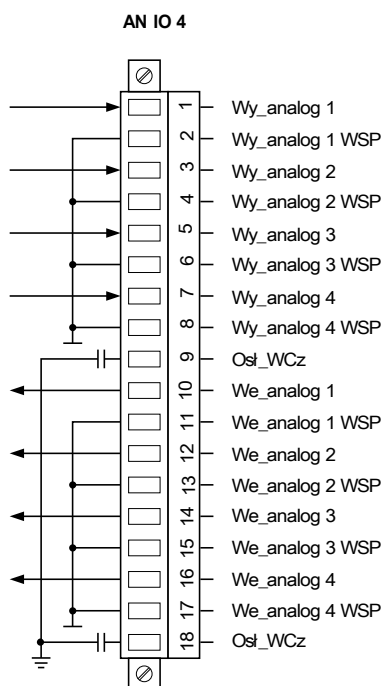 AN IO 4
1 Wy_analog 1
2 Wy_analog 1 WSP
3 Wy_analog 2
4 Wy_analog 2 WSP
5 Wy_analog 3
6 Wy_analog 3 WSP
7 Wy_analog 4
8 Wy_analog 4 WSP
9 Osł_WCz
10 We_analog 1
11 We_analog 1 WSP
12 We_analog 2
13 We_analog 2 WSP
14 We_analog 3
15 We_analog 3 WSP
16 We_analog 4
17 We_analog 4 WSP
18 Osł_WCz